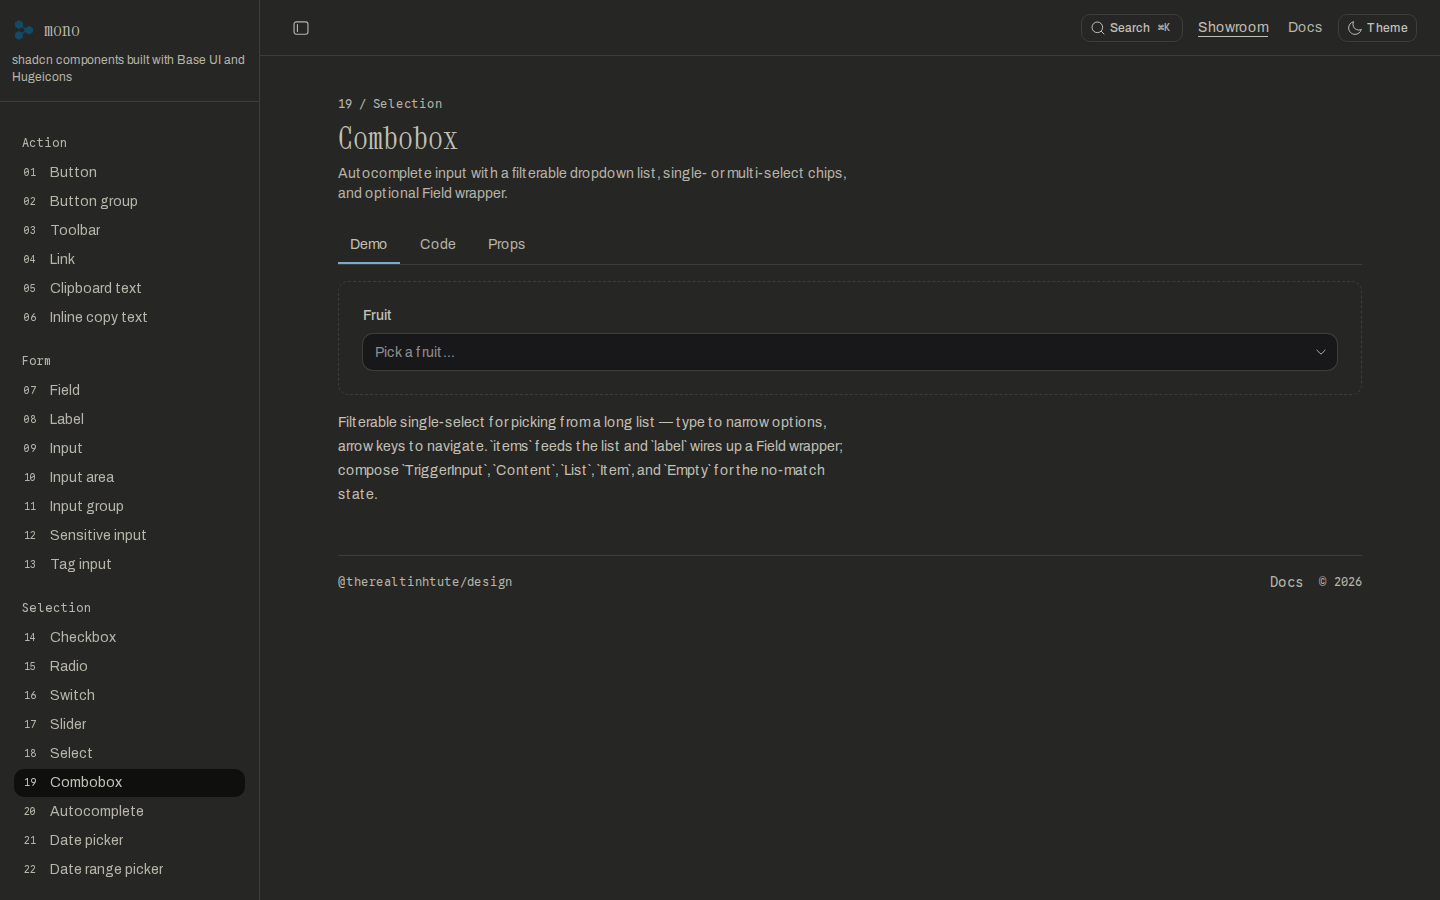 mono
shadcn components built with Base UI and
Hugeicons
Action
01 Button
02 Button group
03 Toolbar
04 Link
05 Clipboard text
06 Inline copy text
Form
07 Field
08 Label
09 Input
10 Input area
11 Input group
12 Sensitive input
13 Tag input
Selection
14 Checkbox
15 Radio
16 Switch
17 Slider
18 Select
19 Combobox
20 Autocomplete
21 Date picker
22 Date range picker
Search ⌘K Showroom Docs Theme
19 / Selection
Combobox
Autocomplete input with a filterable dropdown list, single- or multi-select chips,
and optional Field wrapper.
Demo Code Props
Fruit
Pick a fruit...
Filterable single-select for picking from a long list — type to narrow options,
arrow keys to navigate. `items` feeds the list and `label` wires up a Field wrapper;
compose `TriggerInput`, `Content`, `List`, `Item`, and `Empty` for the no-match
state.
@therealtinhtute/design
Docs © 2026